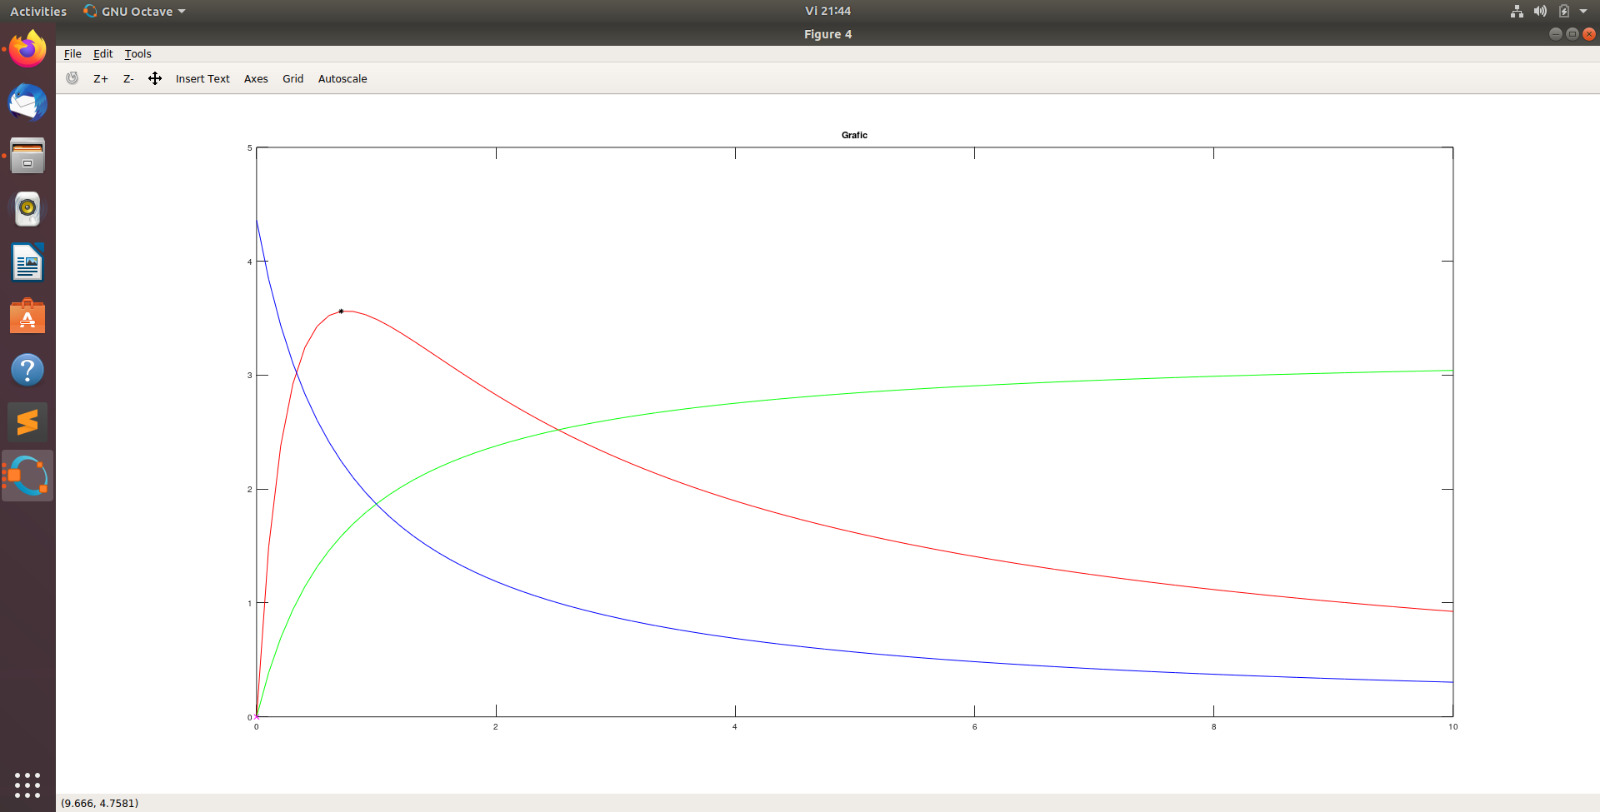 Activities GNU Octave Vi 21:44
Figure 4
File Edit Tools
Z+ Z- Insert Text Axes Grid Autoscale
Grafic
5
4
3
2
1
0
0 2 4 6 8 10
(9.666, 4.7581)